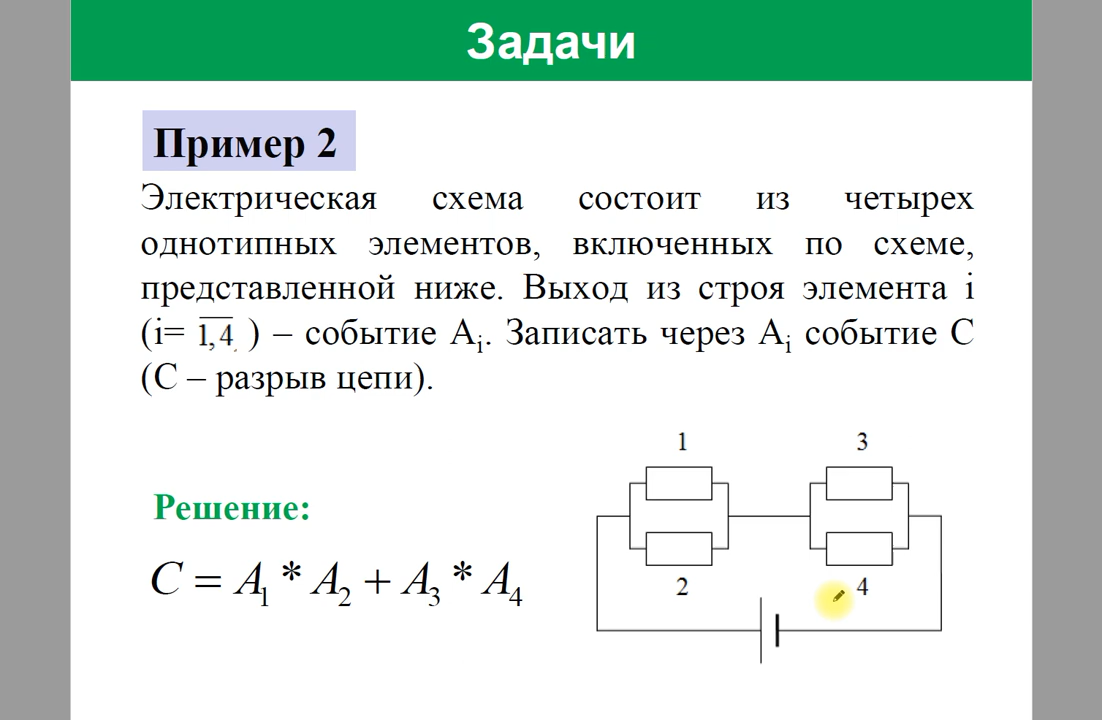 Задачи
Пример 2
Электрическая схема состоит из четырех
однотипных элементов, включенных по схеме,
представленной ниже. Выход из строя элемента i
(i= 1,4 ) – событие Ai. Записать через Ai событие С
(С – разрыв цепи).
1 3
Решение:
C = A1 * A2 + A3 * A4
2 4